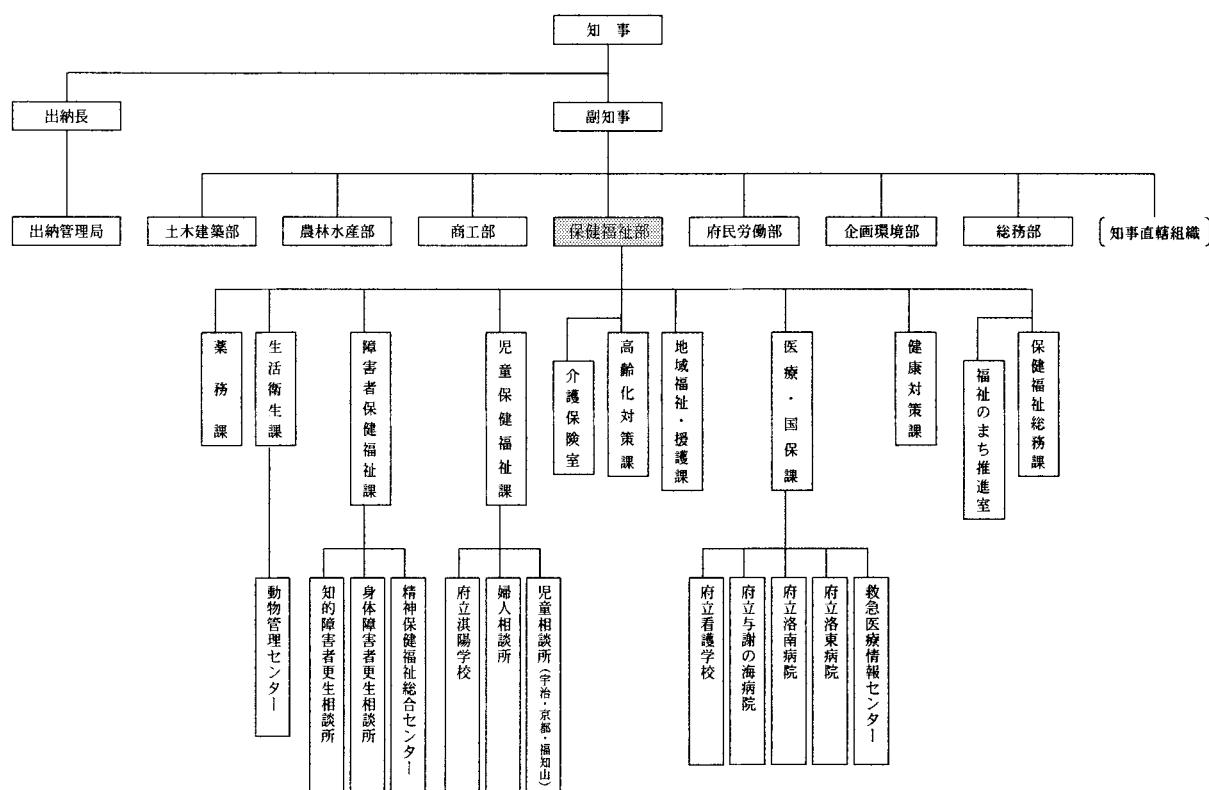 知事
出納長
副知事
出納管理局
土木建築部
農林水産部
商工部
保健福祉部
府民労働部
企画環境部
総務部
〔知事直轄組織〕
薬務課
生活衛生課
障害者保健福祉課
児童保健福祉課
介護保険室
高齢化対策課
地域福祉・援護課
医療・国保課
健康対策課
福祉のまち推進室
保健福祉総務課
動物管理センター
知的障害者更生相談所
身体障害者更生相談所
精神保健福祉総合センター
府立淇陽学校
婦人相談所
児童相談所（宇治・京都・福知山）
府立看護学校
府立与謝の海病院
府立洛南病院
府立洛東病院
救急医療情報センター